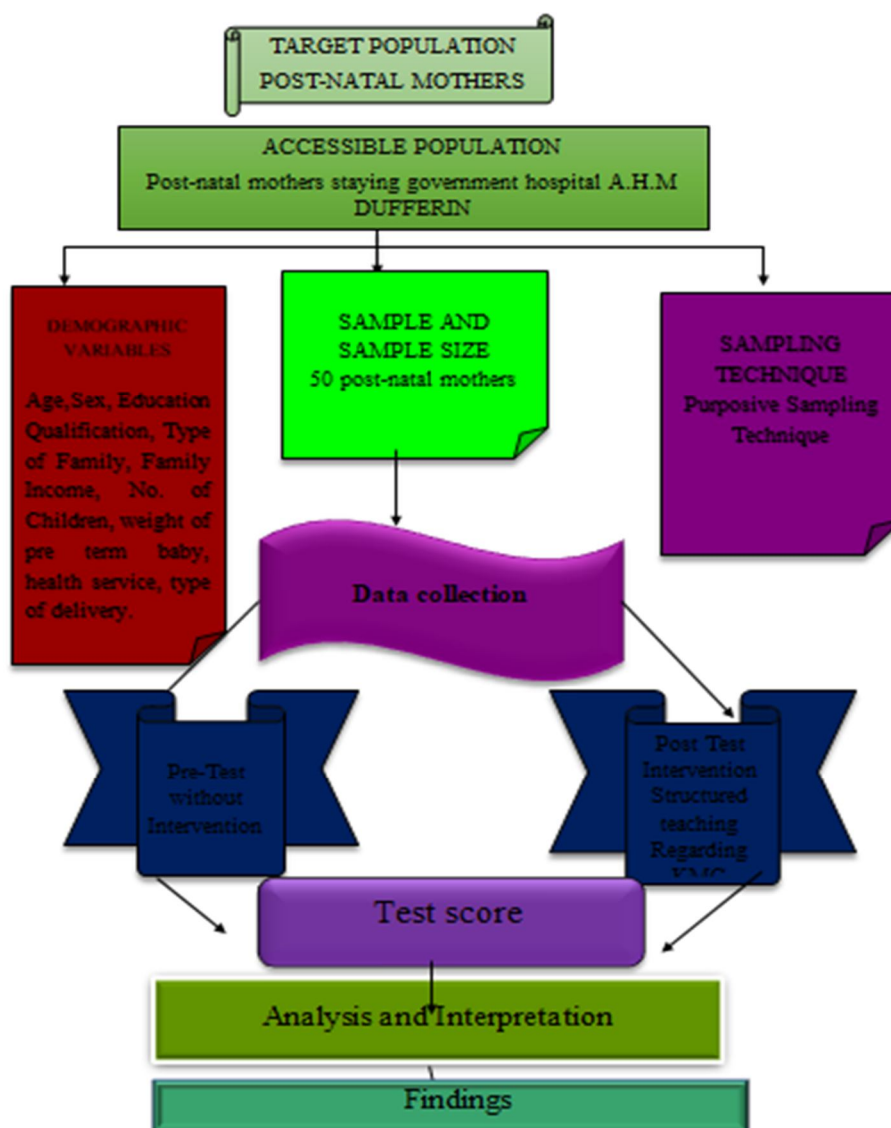 TARGET POPULATION
POST-NATAL MOTHERS
ACCESSIBLE POPULATION
Post-natal mothers staying government hospital A.H.M
DUFFERIN
DEMOGRAPHIC
VARIABLES
Age,Sex, Education
Qualification, Type
of Family, Family
Income, No. of
Children, weight of
pre term baby,
health service, type
of delivery.
SAMPLE AND
SAMPLE SIZE
50 post-natal mothers
SAMPLING
TECHNIQUE
Purposive Sampling
Technique
Data collection
Pre-Test
without
Intervention
Post Test
Intervention
Structured
teaching
Regarding
KMC
Test score
Analysis and Interpretation
Findings